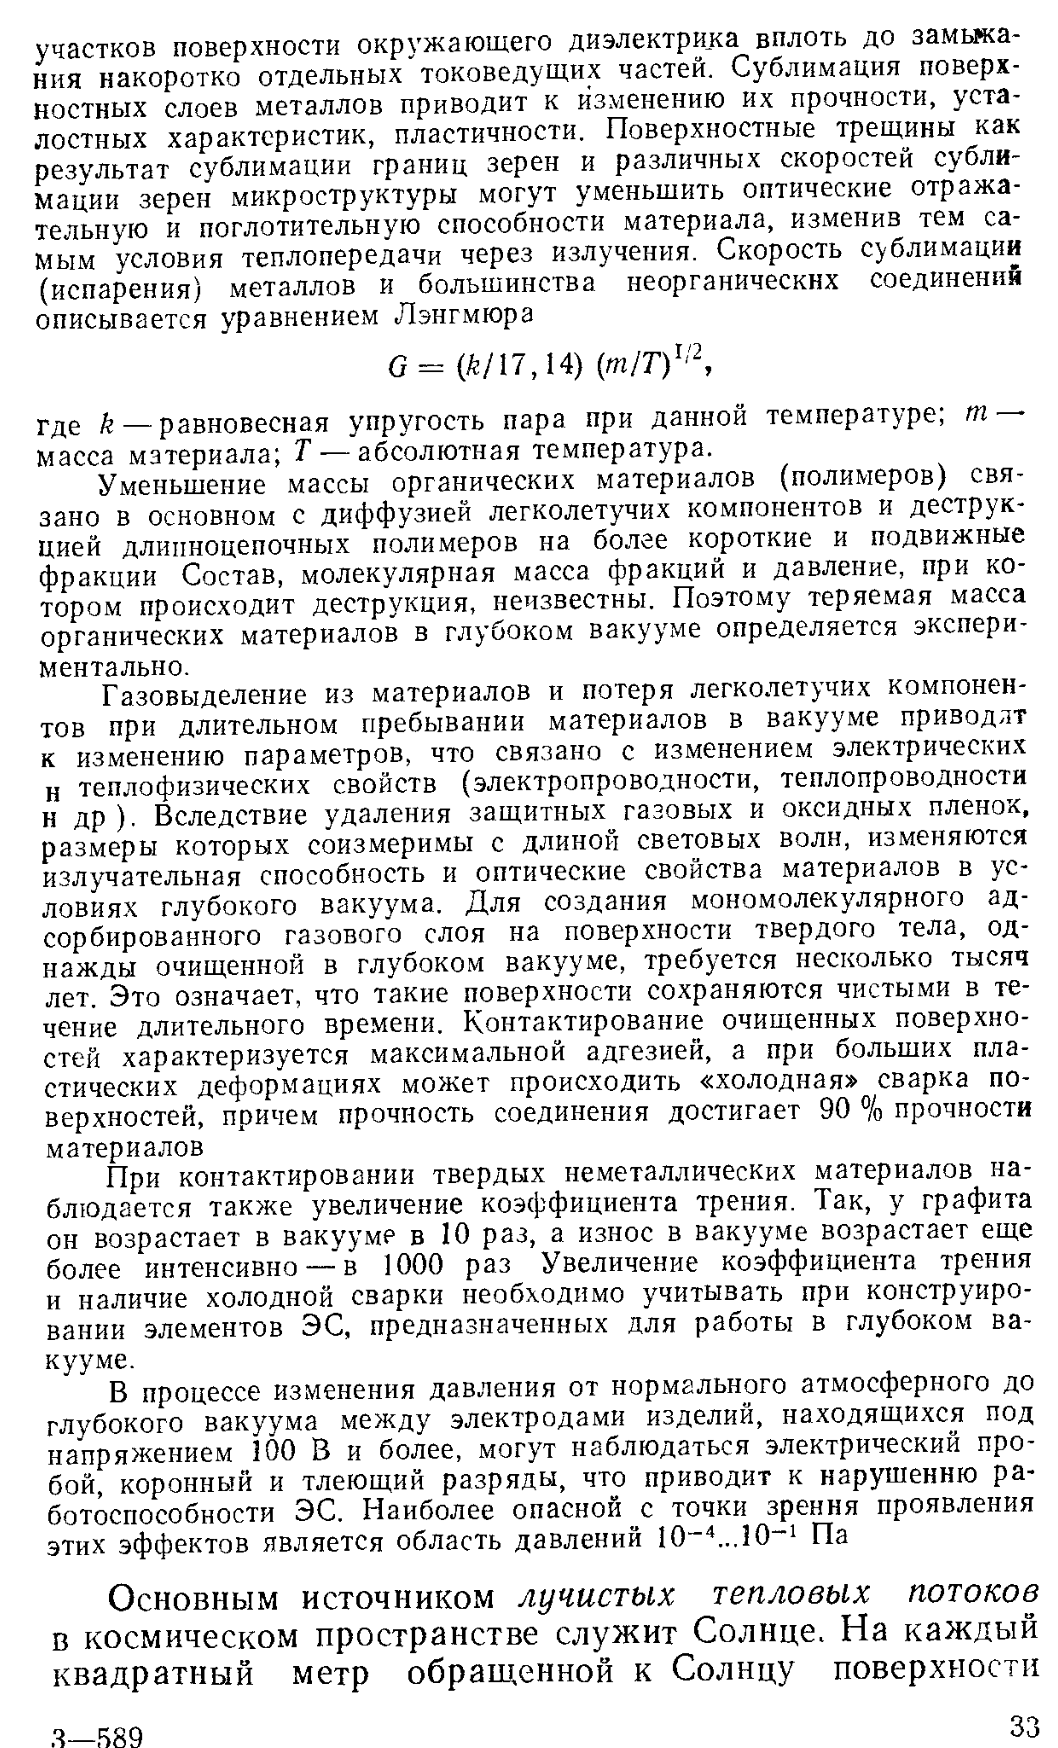 участков поверхности окружающего диэлектрика вплоть до замыка-
ния накоротко отдельных токоведущих частей. Сублимация поверх-
ностных слоев металлов приводит к изменению их прочности, уста-
лостных характеристик, пластичности. Поверхностные трещины как
результат сублимации границ зерен и различных скоростей субли-
мации зерен микроструктуры могут уменьшить оптические отража-
тельную и поглотительную способности материала, изменив тем са-
мым условия теплопередачи через излучения. Скорость сублимации
(испарения) металлов и большинства неорганических соединений
описывается уравнением Лэнгмюра
G = (k/17,14) (m/T)^{1/2},
где k — равновесная упругость пара при данной температуре; m —
масса материала; T — абсолютная температура.
Уменьшение массы органических материалов (полимеров) свя-
зано в основном с диффузией легколетучих компонентов и деструк-
цией длинноцепочных полимеров на более короткие и подвижные
фракции Состав, молекулярная масса фракций и давление, при ко-
тором происходит деструкция, неизвестны. Поэтому теряемая масса
органических материалов в глубоком вакууме определяется экспери-
ментально.
Газовыделение из материалов и потеря легколетучих компонен-
тов при длительном пребывании материалов в вакууме приводят
к изменению параметров, что связано с изменением электрических
и теплофизических свойств (электропроводности, теплопроводности
и др ). Вследствие удаления защитных газовых и оксидных пленок,
размеры которых соизмеримы с длиной световых волн, изменяются
излучательная способность и оптические свойства материалов в ус-
ловиях глубокого вакуума. Для создания мономолекулярного ад-
сорбированного газового слоя на поверхности твердого тела, од-
нажды очищенной в глубоком вакууме, требуется несколько тысяч
лет. Это означает, что такие поверхности сохраняются чистыми в те-
чение длительного времени. Контактирование очищенных поверхно-
стей характеризуется максимальной адгезией, а при больших пла-
стических деформациях может происходить «холодная» сварка по-
верхностей, причем прочность соединения достигает 90 % прочности
материалов
При контактировании твердых неметаллических материалов на-
блюдается также увеличение коэффициента трения. Так, у графита
он возрастает в вакууме в 10 раз, а износ в вакууме возрастает еще
более интенсивно — в 1000 раз Увеличение коэффициента трения
и наличие холодной сварки необходимо учитывать при конструиро-
вании элементов ЭС, предназначенных для работы в глубоком ва-
кууме.
В процессе изменения давления от нормального атмосферного до
глубокого вакуума между электродами изделий, находящихся под
напряжением 100 В и более, могут наблюдаться электрический про-
бой, коронный и тлеющий разряды, что приводит к нарушению ра-
ботоспособности ЭС. Наиболее опасной с точки зрения проявления
этих эффектов является область давлений 10⁻⁴...10⁻¹ Па
Основным источником лучистых тепловых потоков
в космическом пространстве служит Солнце. На каждый
квадратный метр обращенной к Солнцу поверхности
3—589
33